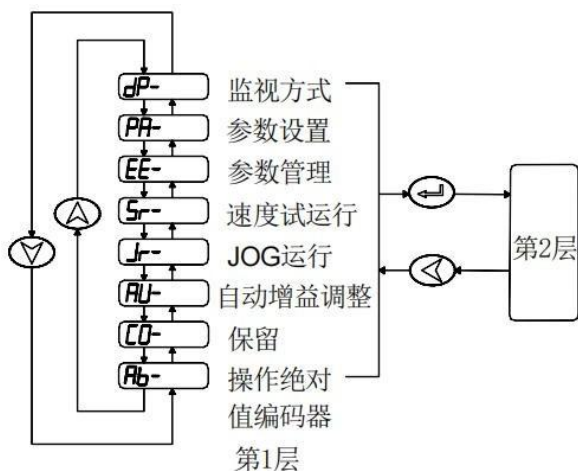 dP- 监视方式
PA- 参数设置
EE- 参数管理
Sr- 速度试运行
Jr- JOG运行
AU- 自动增益调整
CO- 保留
Ab- 操作绝对
值编码器
第1层
第2层